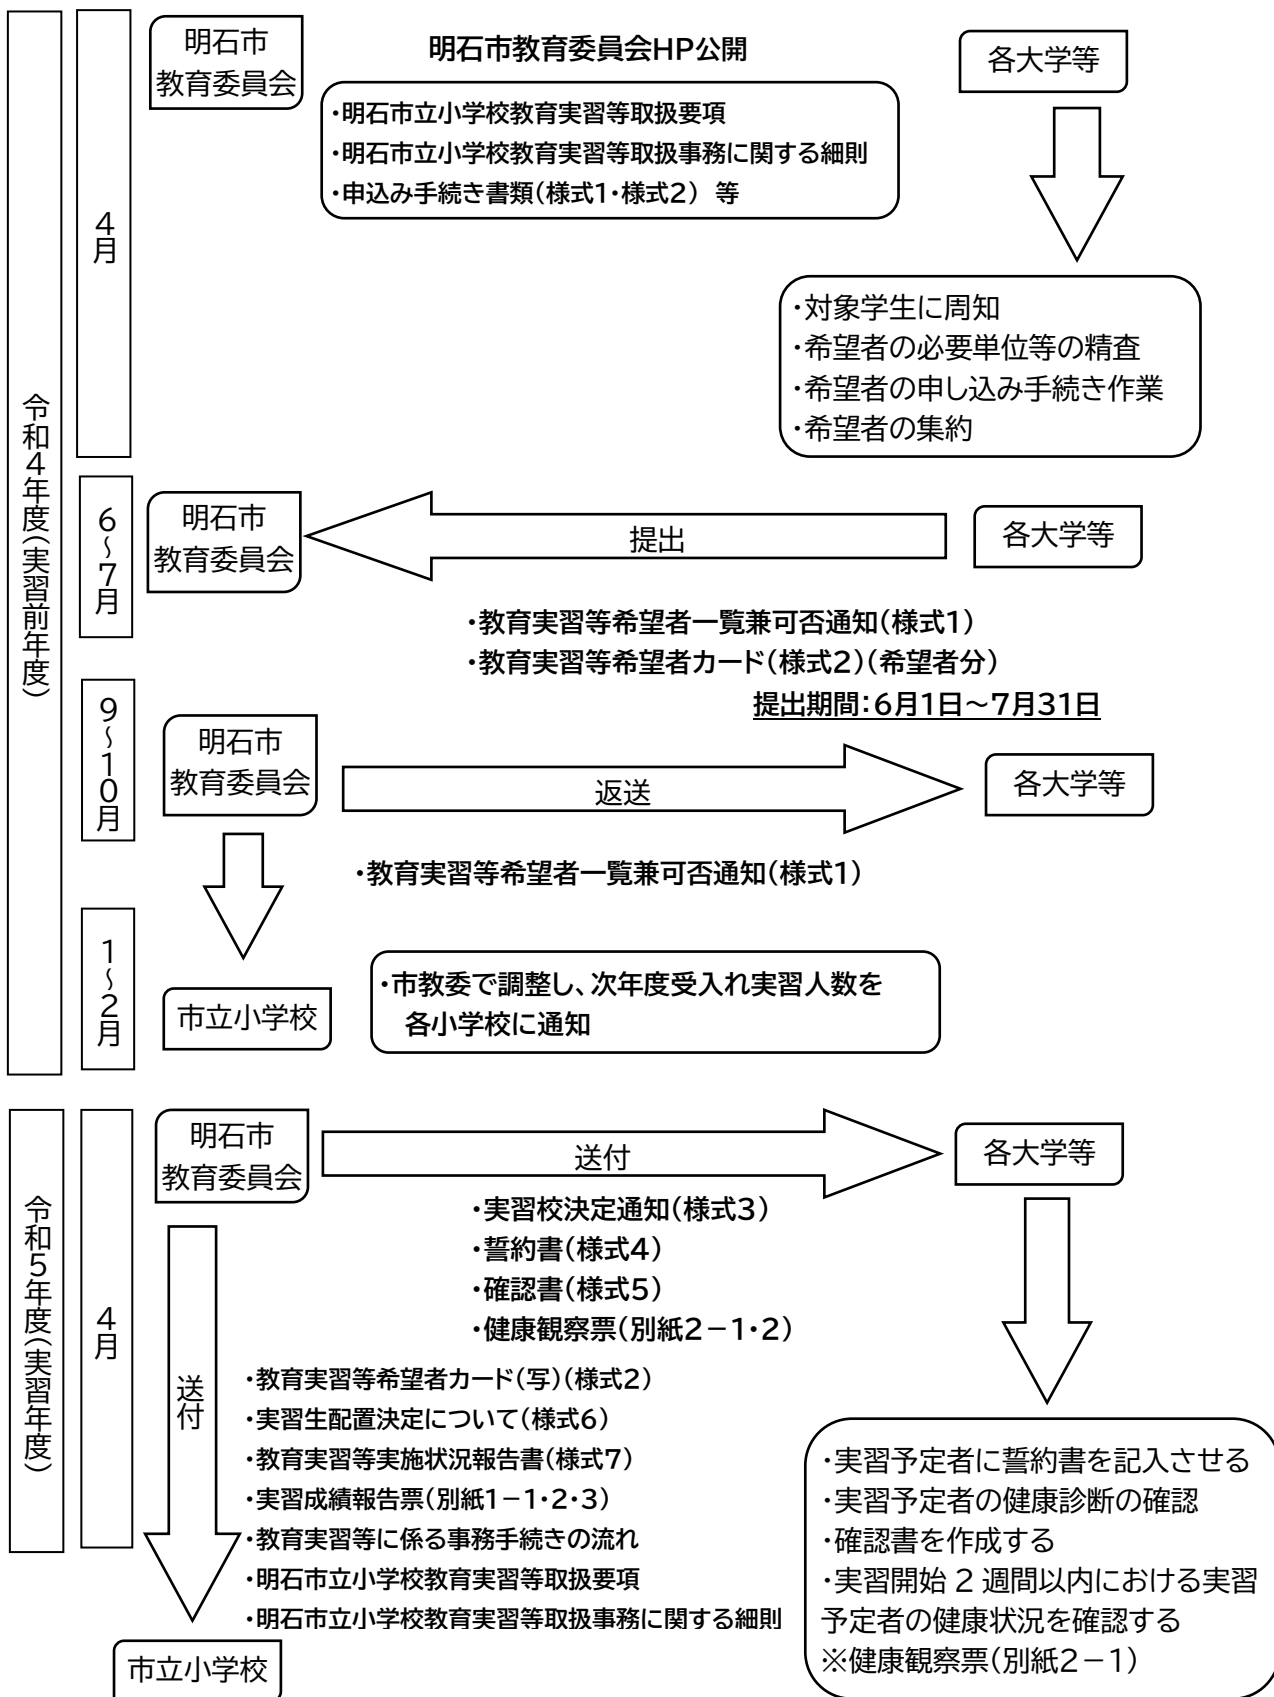 令和4年度(実習前年度)
4月
明石市
教育委員会
明石市教育委員会HP公開
・明石市立小学校教育実習等取扱要項
・明石市立小学校教育実習等取扱事務に関する細則
・申込み手続き書類(様式1・様式2) 等
各大学等
・対象学生に周知
・希望者の必要単位等の精査
・希望者の申し込み手続き作業
・希望者の集約
6~7月
明石市
教育委員会
提出
各大学等
・教育実習等希望者一覧兼可否通知(様式1)
・教育実習等希望者カード(様式2)(希望者分)
提出期間:6月1日~7月31日
9~10月
明石市
教育委員会
返送
各大学等
・教育実習等希望者一覧兼可否通知(様式1)
1~2月
市立小学校
・市教委で調整し、次年度受入れ実習人数を
各小学校に通知
令和5年度(実習年度)
4月
明石市
教育委員会
送付
各大学等
・実習校決定通知(様式3)
・誓約書(様式4)
・確認書(様式5)
・健康観察票(別紙2-1・2)
送付
・教育実習等希望者カード(写)(様式2)
・実習生配置決定について(様式6)
・教育実習等実施状況報告書(様式7)
・実習成績報告票(別紙1-1・2・3)
・教育実習等に係る事務手続きの流れ
・明石市立小学校教育実習等取扱要項
・明石市立小学校教育実習等取扱事務に関する細則
市立小学校
・実習予定者に誓約書を記入させる
・実習予定者の健康診断の確認
・確認書を作成する
・実習開始 2 週間以内における実習
予定者の健康状況を確認する
※健康観察票(別紙2-1)